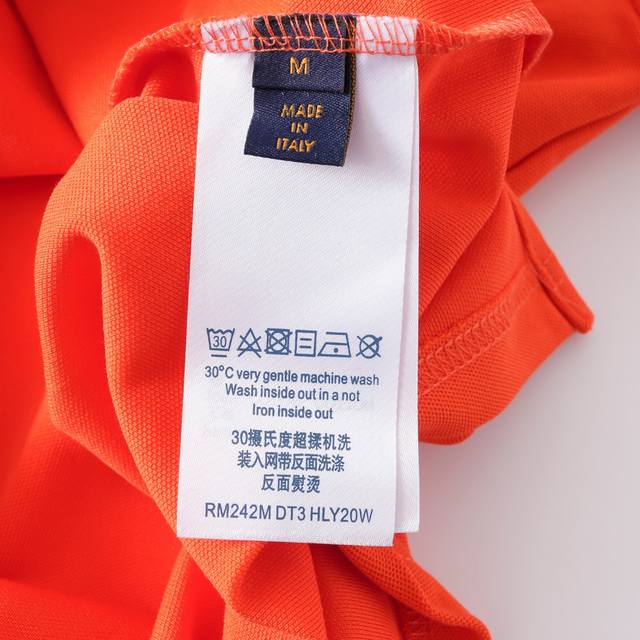 M
MADE
IN
ITALY
30
30°C very gentle machine wash
Wash inside out in a not
Iron inside out
30摄氏度超揉机洗
装入网带反面洗涤
反面熨烫
RM242M DT3 HLY20W